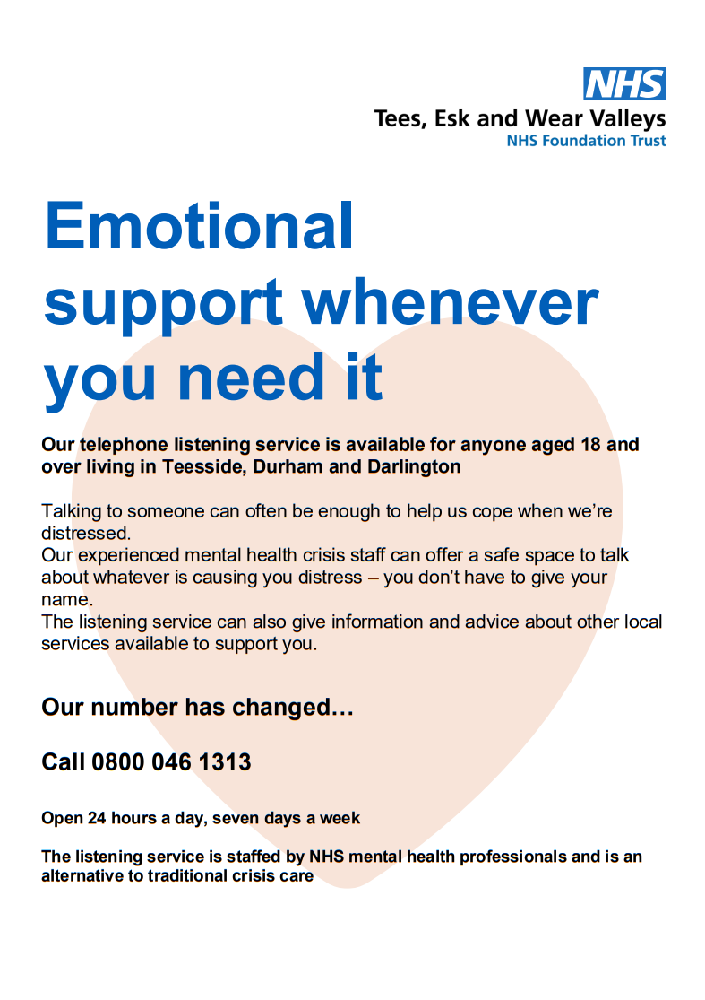 NHS
Tees, Esk and Wear Valleys
NHS Foundation Trust
Emotional
support whenever
you need it
Our telephone listening service is available for anyone aged 18 and
over living in Teesside, Durham and Darlington
Talking to someone can often be enough to help us cope when we’re
distressed.
Our experienced mental health crisis staff can offer a safe space to talk
about whatever is causing you distress – you don’t have to give your
name.
The listening service can also give information and advice about other local
services available to support you.
Our number has changed…
Call 0800 046 1313
Open 24 hours a day, seven days a week
The listening service is staffed by NHS mental health professionals and is an
alternative to traditional crisis care